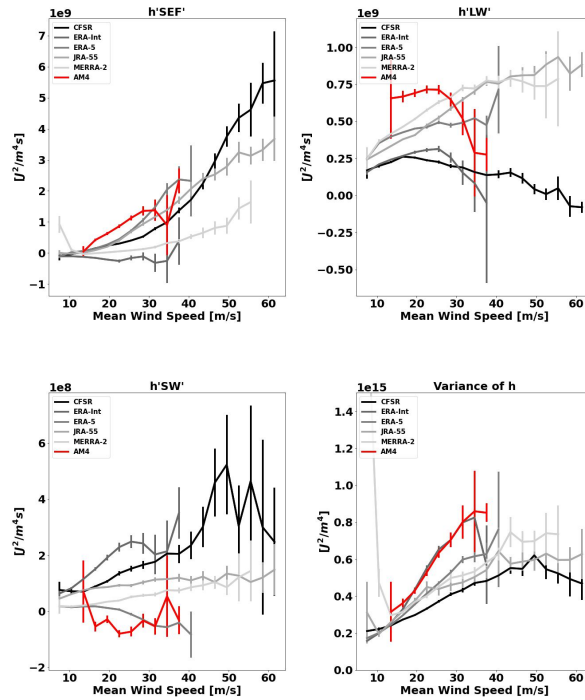 h'SEF'
1e9
7
6
5
4
3
2
1
0
−1
[J²/m⁴s]
CFSR
ERA-Int
ERA-5
JRA-55
MERRA-2
AM4
10 20 30 40 50 60
Mean Wind Speed [m/s]
h'LW'
1e9
1.00
0.75
0.50
0.25
0.00
−0.25
−0.50
[J²/m⁴s]
CFSR
ERA-Int
ERA-5
JRA-55
MERRA-2
AM4
10 20 30 40 50 60
Mean Wind Speed [m/s]
h'SW'
1e8
6
4
2
0
−2
[J²/m⁴s]
CFSR
ERA-Int
ERA-5
JRA-55
MERRA-2
AM4
10 20 30 40 50 60
Mean Wind Speed [m/s]
Variance of h
1e15
1.4
1.2
1.0
0.8
0.6
0.4
0.2
0.0
[J²/m⁴]
CFSR
ERA-Int
ERA-5
JRA-55
MERRA-2
AM4
10 20 30 40 50 60
Mean Wind Speed [m/s]